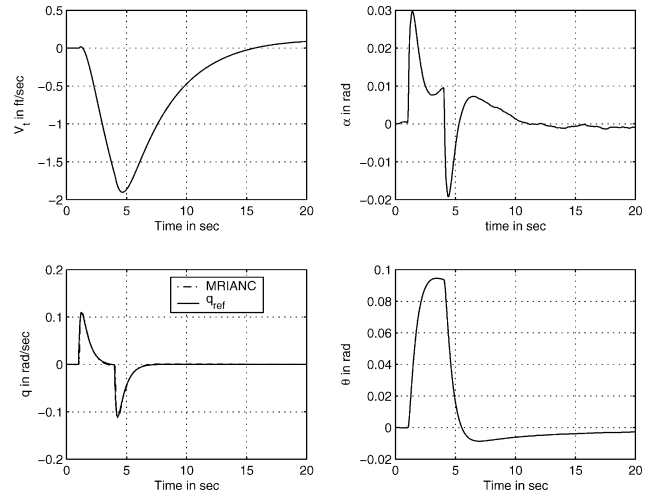 0.5
0
−0.5
−1
−1.5
−2
V_t in ft/sec
0 5 10 15 20
Time in sec
0.03
0.02
0.01
0
−0.01
−0.02
α in rad
0 5 10 15 20
time in sec
0.2
0.1
0
−0.1
−0.2
q in rad/sec
MRIANC
q_ref
0 5 10 15 20
Time in sec
0.1
0.08
0.06
0.04
0.02
0
−0.02
θ in rad
0 5 10 15 20
Time in sec